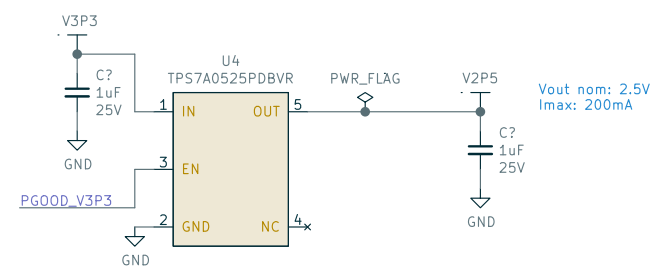 V3P3
C?
1uF
25V
GND
U4
TPS7A0525PDBVR
1
IN
OUT
5
3
EN
PGOOD_V3P3
2
GND
NC
4
GND
PWR_FLAG
V2P5
C?
1uF
25V
GND
Vout nom: 2.5V
Imax: 200mA